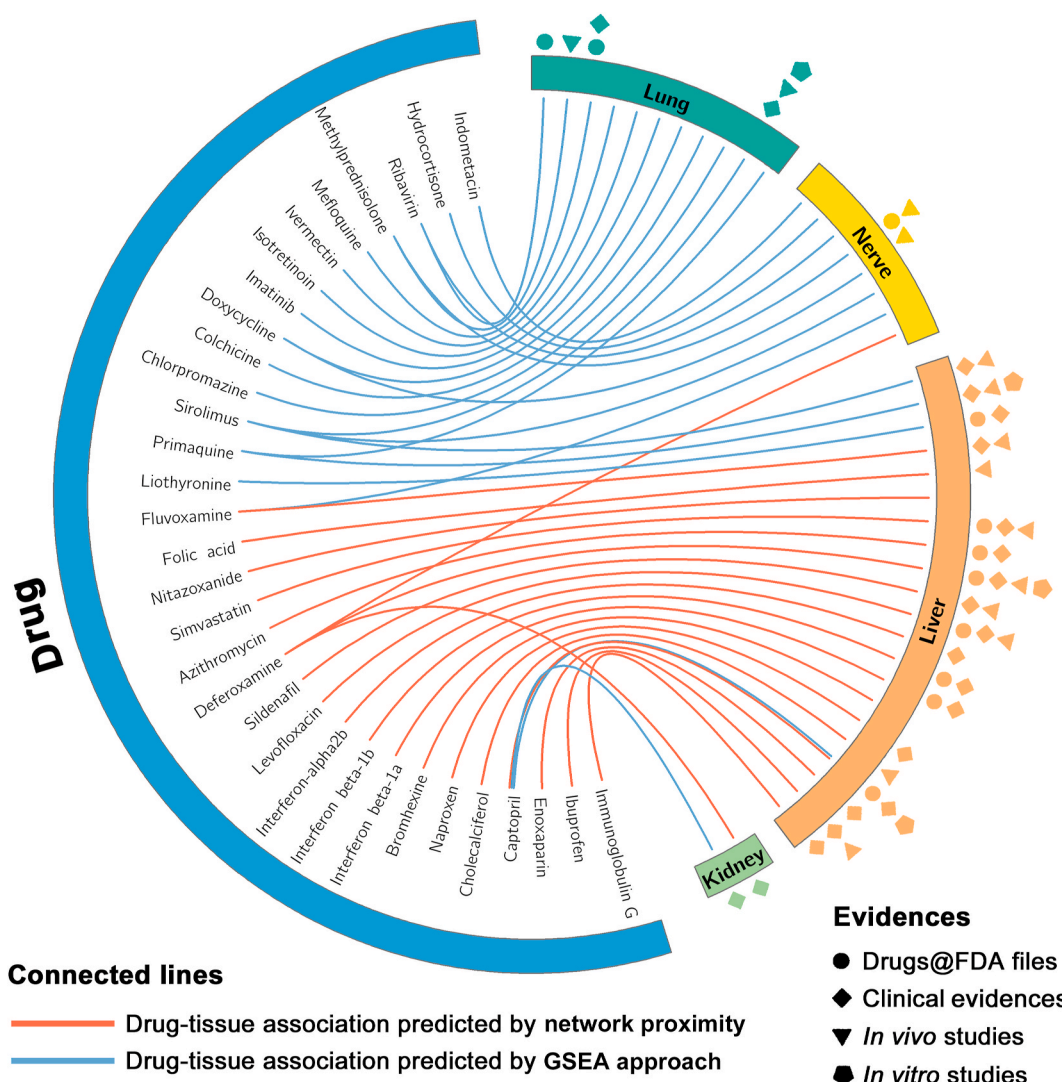 Lung
Nerve
Liver
Kidney
Drug
Indometacin
Hydrocortisone
Ribavirin
Methylprednisolone
Mefloquine
Ivermectin
Isotretinoin
Imatinib
Doxycycline
Colchicine
Chlorpromazine
Sirolimus
Primaquine
Liothyronine
Fluvoxamine
Folic acid
Nitazoxanide
Simvastatin
Azithromycin
Deferoxamine
Sildenafil
Levofloxacin
Interferon-alpha2b
Interferon beta-1b
Interferon beta-1a
Bromhexine
Naproxen
Cholecalciferol
Captopril
Enoxaparin
Ibuprofen
Immunoglobulin G
Connected lines
Drug-tissue association predicted by network proximity
Drug-tissue association predicted by GSEA approach
Evidences
Drugs@FDA files
Clinical evidences
In vivo studies
In vitro studies